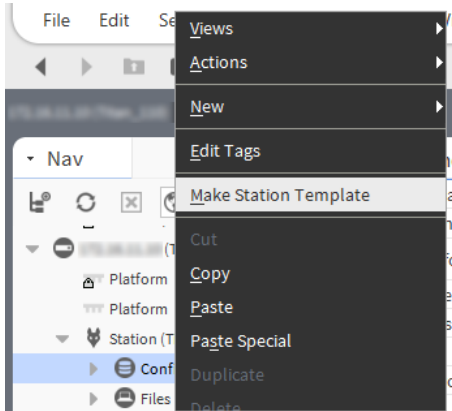 File Edit Se
Views
Actions
New
Edit Tags
Make Station Template
Cut
Copy
Paste
Paste Special
Duplicate
Delete
Nav
(T
Platform
Platform
Station (T
Conf
Files